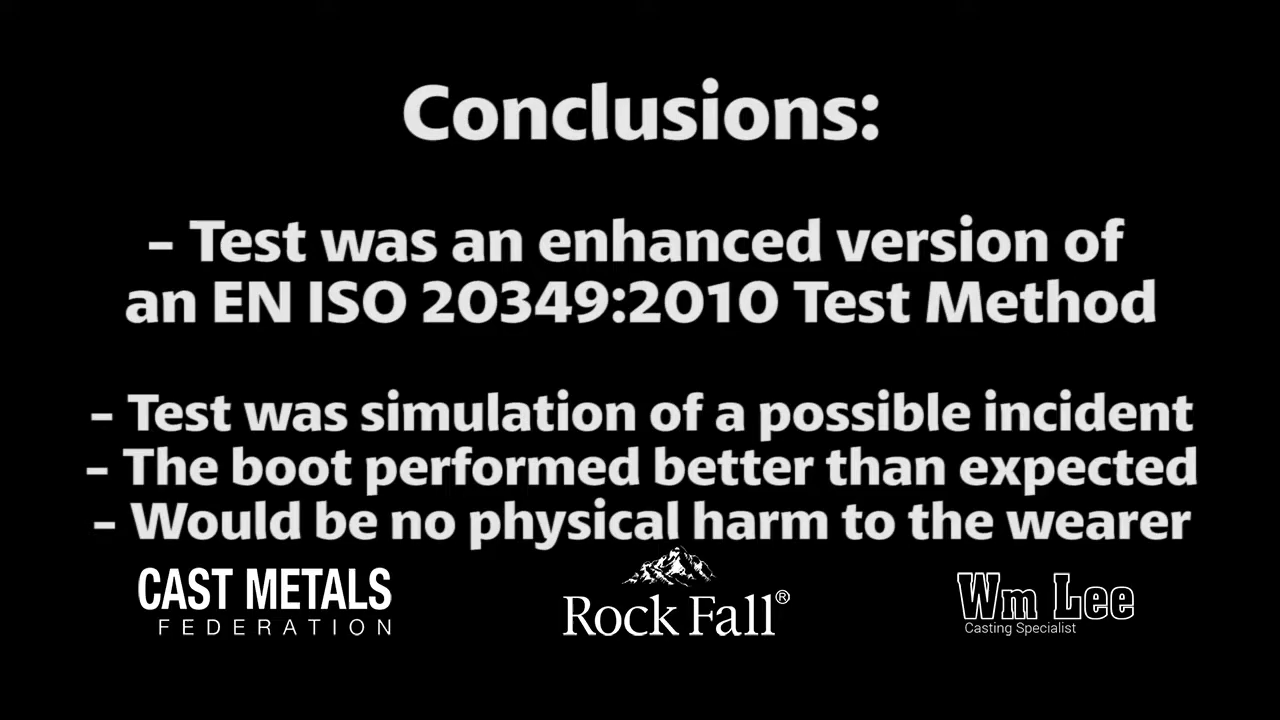 Conclusions:
- Test was an enhanced version of
an EN ISO 20349:2010 Test Method
- Test was simulation of a possible incident
- The boot performed better than expected
- Would be no physical harm to the wearer
CAST METALS
FEDERATION
Rock Fall®
Wm Lee
Casting Specialist